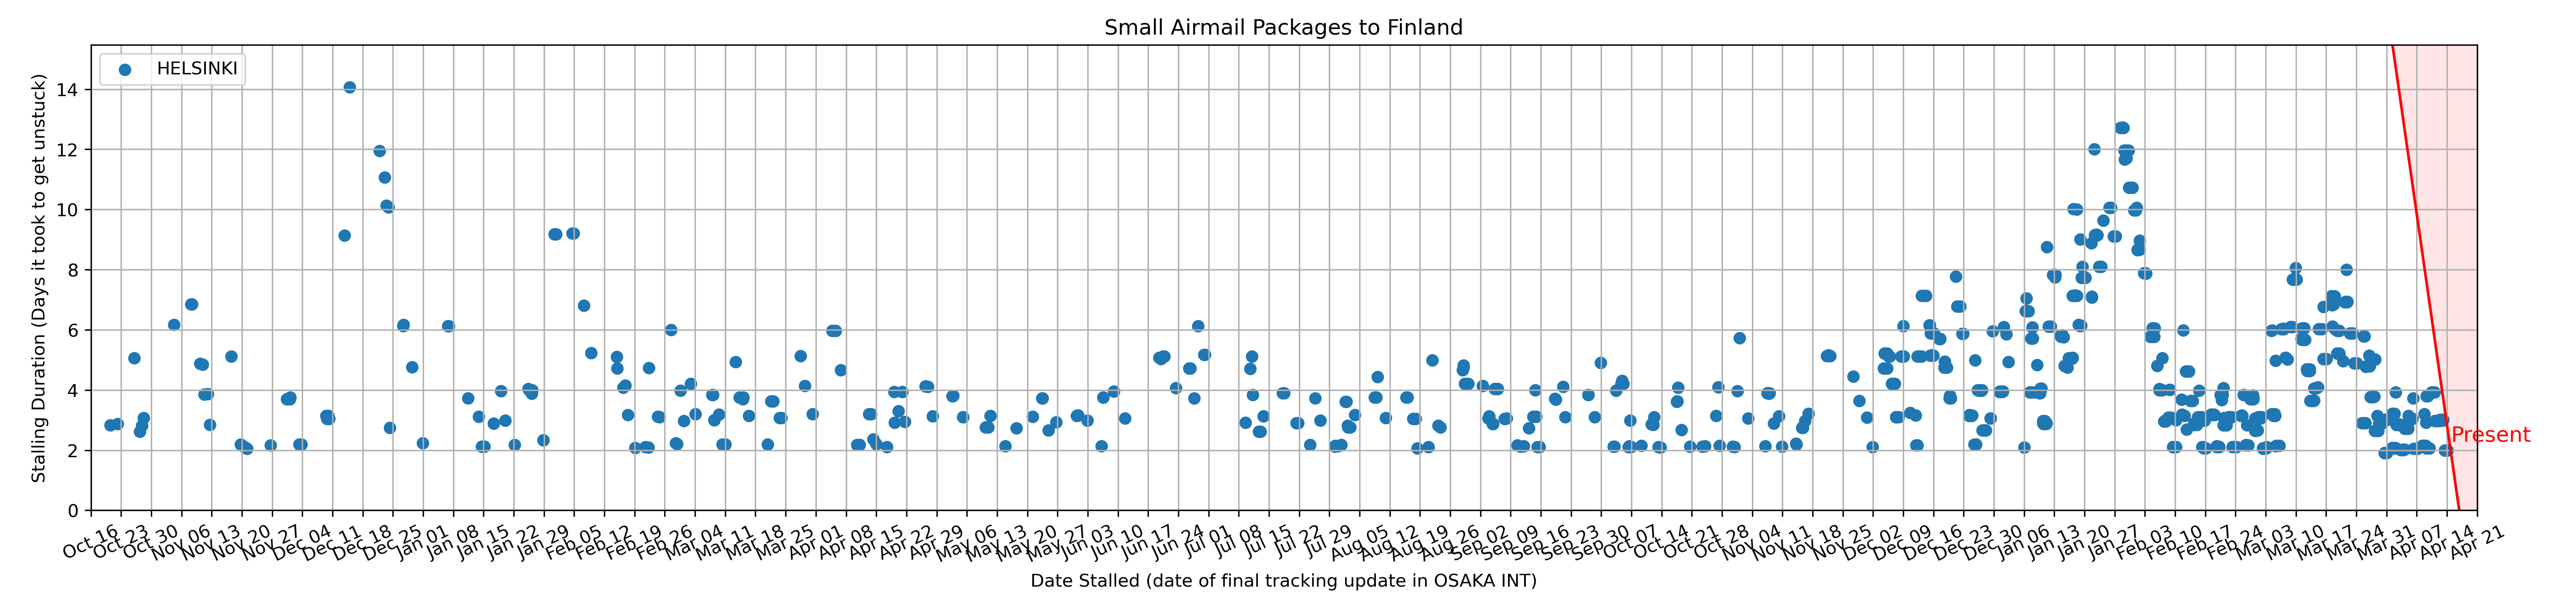 Small Airmail Packages to Finland
HELSINKI
Stalling Duration (Days it took to get unstuck)
14
12
10
8
6
4
2
0
Present
Oct 16 Oct 23 Oct 30 Nov 06 Nov 13 Nov 20 Nov 27 Dec 04 Dec 11 Dec 18 Dec 25 Jan 01 Jan 08 Jan 15 Jan 22 Jan 29 Feb 05 Feb 12 Feb 19 Feb 26 Mar 04 Mar 11 Mar 18 Mar 25 Apr 01 Apr 08 Apr 15 Apr 22 Apr 29 May 06 May 13 May 20 May 27 Jun 03 Jun 10 Jun 17 Jun 24 Jul 01 Jul 08 Jul 15 Jul 22 Jul 29 Aug 05 Aug 12 Aug 19 Aug 26 Sep 02 Sep 09 Sep 16 Sep 23 Sep 30 Oct 07 Oct 14 Oct 21 Oct 28 Nov 04 Nov 11 Nov 18 Nov 25 Dec 02 Dec 09 Dec 16 Dec 23 Dec 30 Jan 06 Jan 13 Jan 20 Jan 27 Feb 03 Feb 10 Feb 17 Feb 24 Mar 03 Mar 10 Mar 17 Mar 24 Mar 31 Apr 07 Apr 14 Apr 21
Date Stalled (date of final tracking update in OSAKA INT)